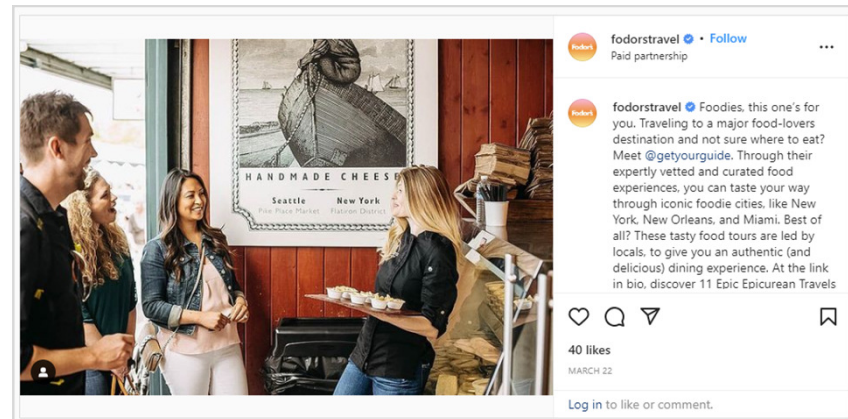 HANDMADE CHEESE
Seattle New York
Pike Place Market Flatiron District
fodorstravel • Follow
Paid partnership
Fodor's
fodorstravel Foodies, this one's for
you. Traveling to a major food-lovers
destination and not sure where to eat?
Meet @getyourguide. Through their
expertly vetted and curated food
experiences, you can taste your way
through iconic foodie cities, like New
York, New Orleans, and Miami. Best of
all? These tasty food tours are led by
locals, to give you an authentic (and
delicious) dining experience. At the link
in bio, discover 11 Epic Epicurean Travels
40 likes
MARCH 22
Log in to like or comment.